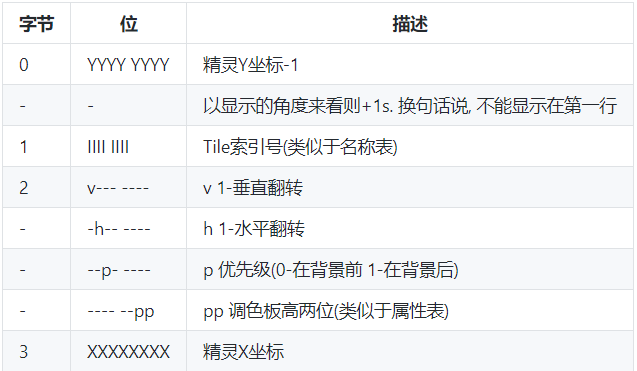 字节 位 描述
0 YYYY YYYY 精灵Y坐标-1
- - 以显示的角度来看则+1s. 换句话说, 不能显示在第一行
1 IIII IIII Tile索引号(类似于名称表)
2 v--- ---- v 1-垂直翻转
- -h-- ---- h 1-水平翻转
- --p- ---- p 优先级(0-在背景前 1-在背景后)
- ---- --pp pp 调色板高两位(类似于属性表)
3 XXXXXXXX 精灵X坐标